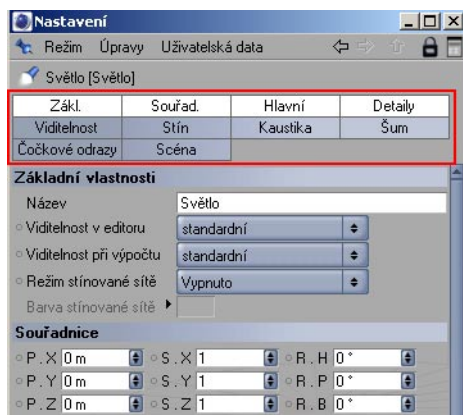 Nastavení
Režim Úpravy Uživatelská data
Světlo [Světlo]
Zákl. Souřad. Hlavní Detaily
Viditelnost Stín Kaustika Šum
Čočkové odrazy Scéna
Základní vlastnosti
Název Světlo
Viditelnost v editoru standardní
Viditelnost při výpočtu standardní
Režim stínované sítě Vypnuto
Barva stínované sítě
Souřadnice
P . X 0 m S . X 1 R . H 0 °
P . Y 0 m S . Y 1 R . P 0 °
P . Z 0 m S . Z 1 R . B 0 °